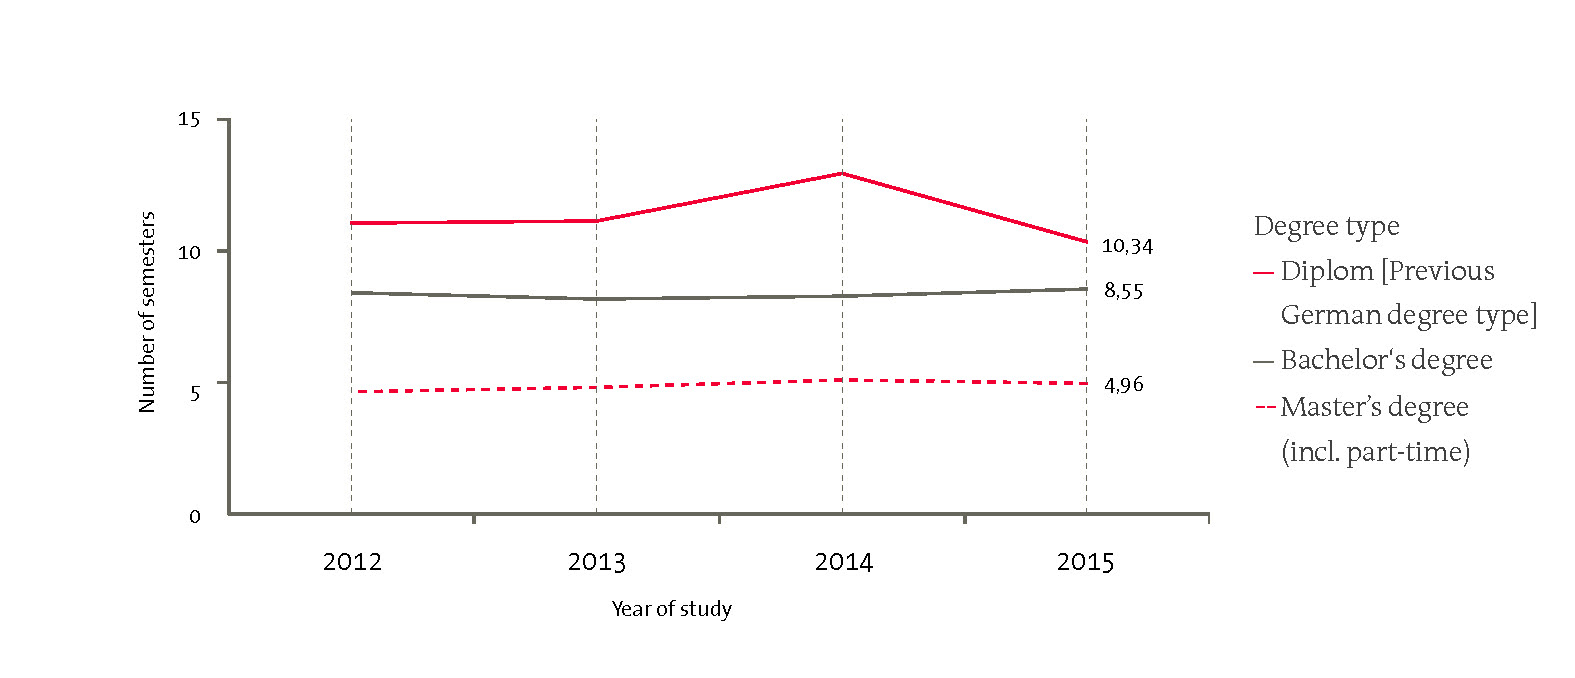 15
10
5
0
Number of semesters
10,34
8,55
4,96
2012
2013
2014
2015
Year of study
Degree type
Diplom [Previous
German degree type]
Bachelor‘s degree
Master’s degree
(incl. part-time)